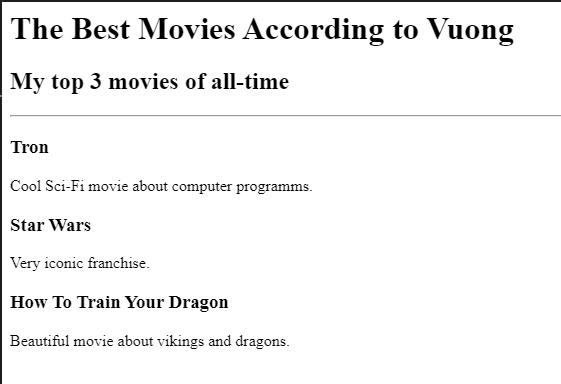 The Best Movies According to Vuong
My top 3 movies of all-time
Tron
Cool Sci-Fi movie about computer programms.
Star Wars
Very iconic franchise.
How To Train Your Dragon
Beautiful movie about vikings and dragons.